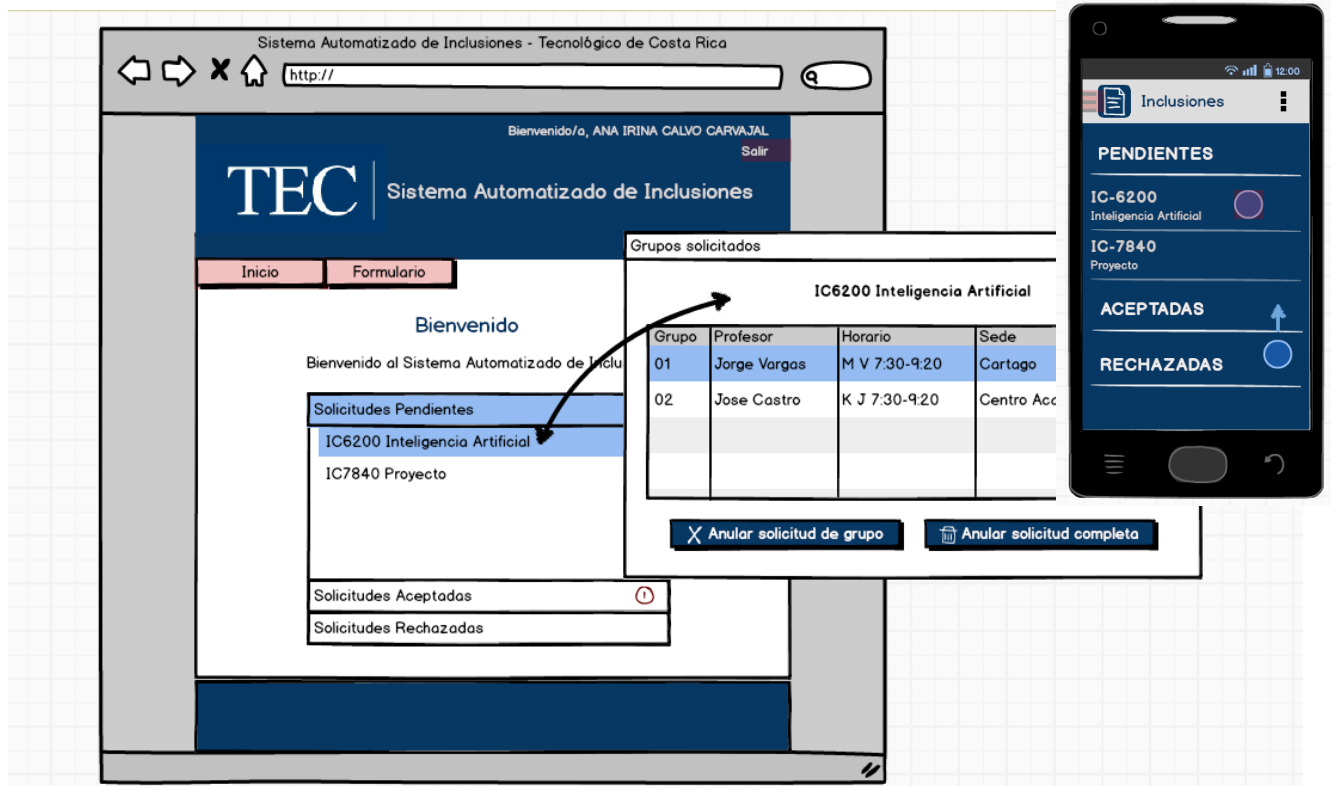 Sistema Automatizado de Inclusiones - Tecnológico de Costa Rica
http://
Bienvenido/a, ANA IRINA CALVO CARVAJAL
Salir
TEC
Sistema Automatizado de Inclusiones
Inicio Formulario
Bienvenido
Bienvenido al Sistema Automatizado de Inclu
Solicitudes Pendientes
IC6200 Inteligencia Artificial
IC7840 Proyecto
Solicitudes Aceptadas
Solicitudes Rechazadas
Grupos solicitados
IC6200 Inteligencia Artificial
Grupo Profesor Horario Sede
01 Jorge Vargas M V 7:30-9:20 Cartago
02 Jose Castro K J 7:30-9:20 Centro Aca
X Anular solicitud de grupo Anular solicitud completa
12:00
Inclusiones
PENDIENTES
IC-6200
Inteligencia Artificial
IC-7840
Proyecto
ACEPTADAS
RECHAZADAS